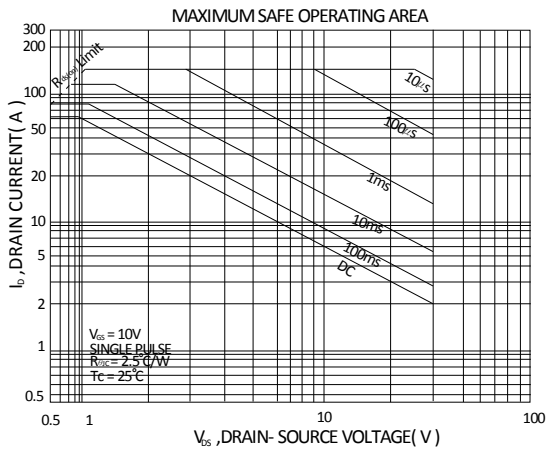 MAXIMUM SAFE OPERATING AREA
300
200
100
50
20
10
5
2
1
0.5
I_D ,DRAIN CURRENT( A )
R_ds(on) Limit
10μs
100μs
1ms
10ms
100ms
DC
V_GS = 10V
SINGLE PULSE
R_θJC = 2.5°C/W
Tc = 25°C
0.5 1 10 100
V_DS ,DRAIN- SOURCE VOLTAGE( V )